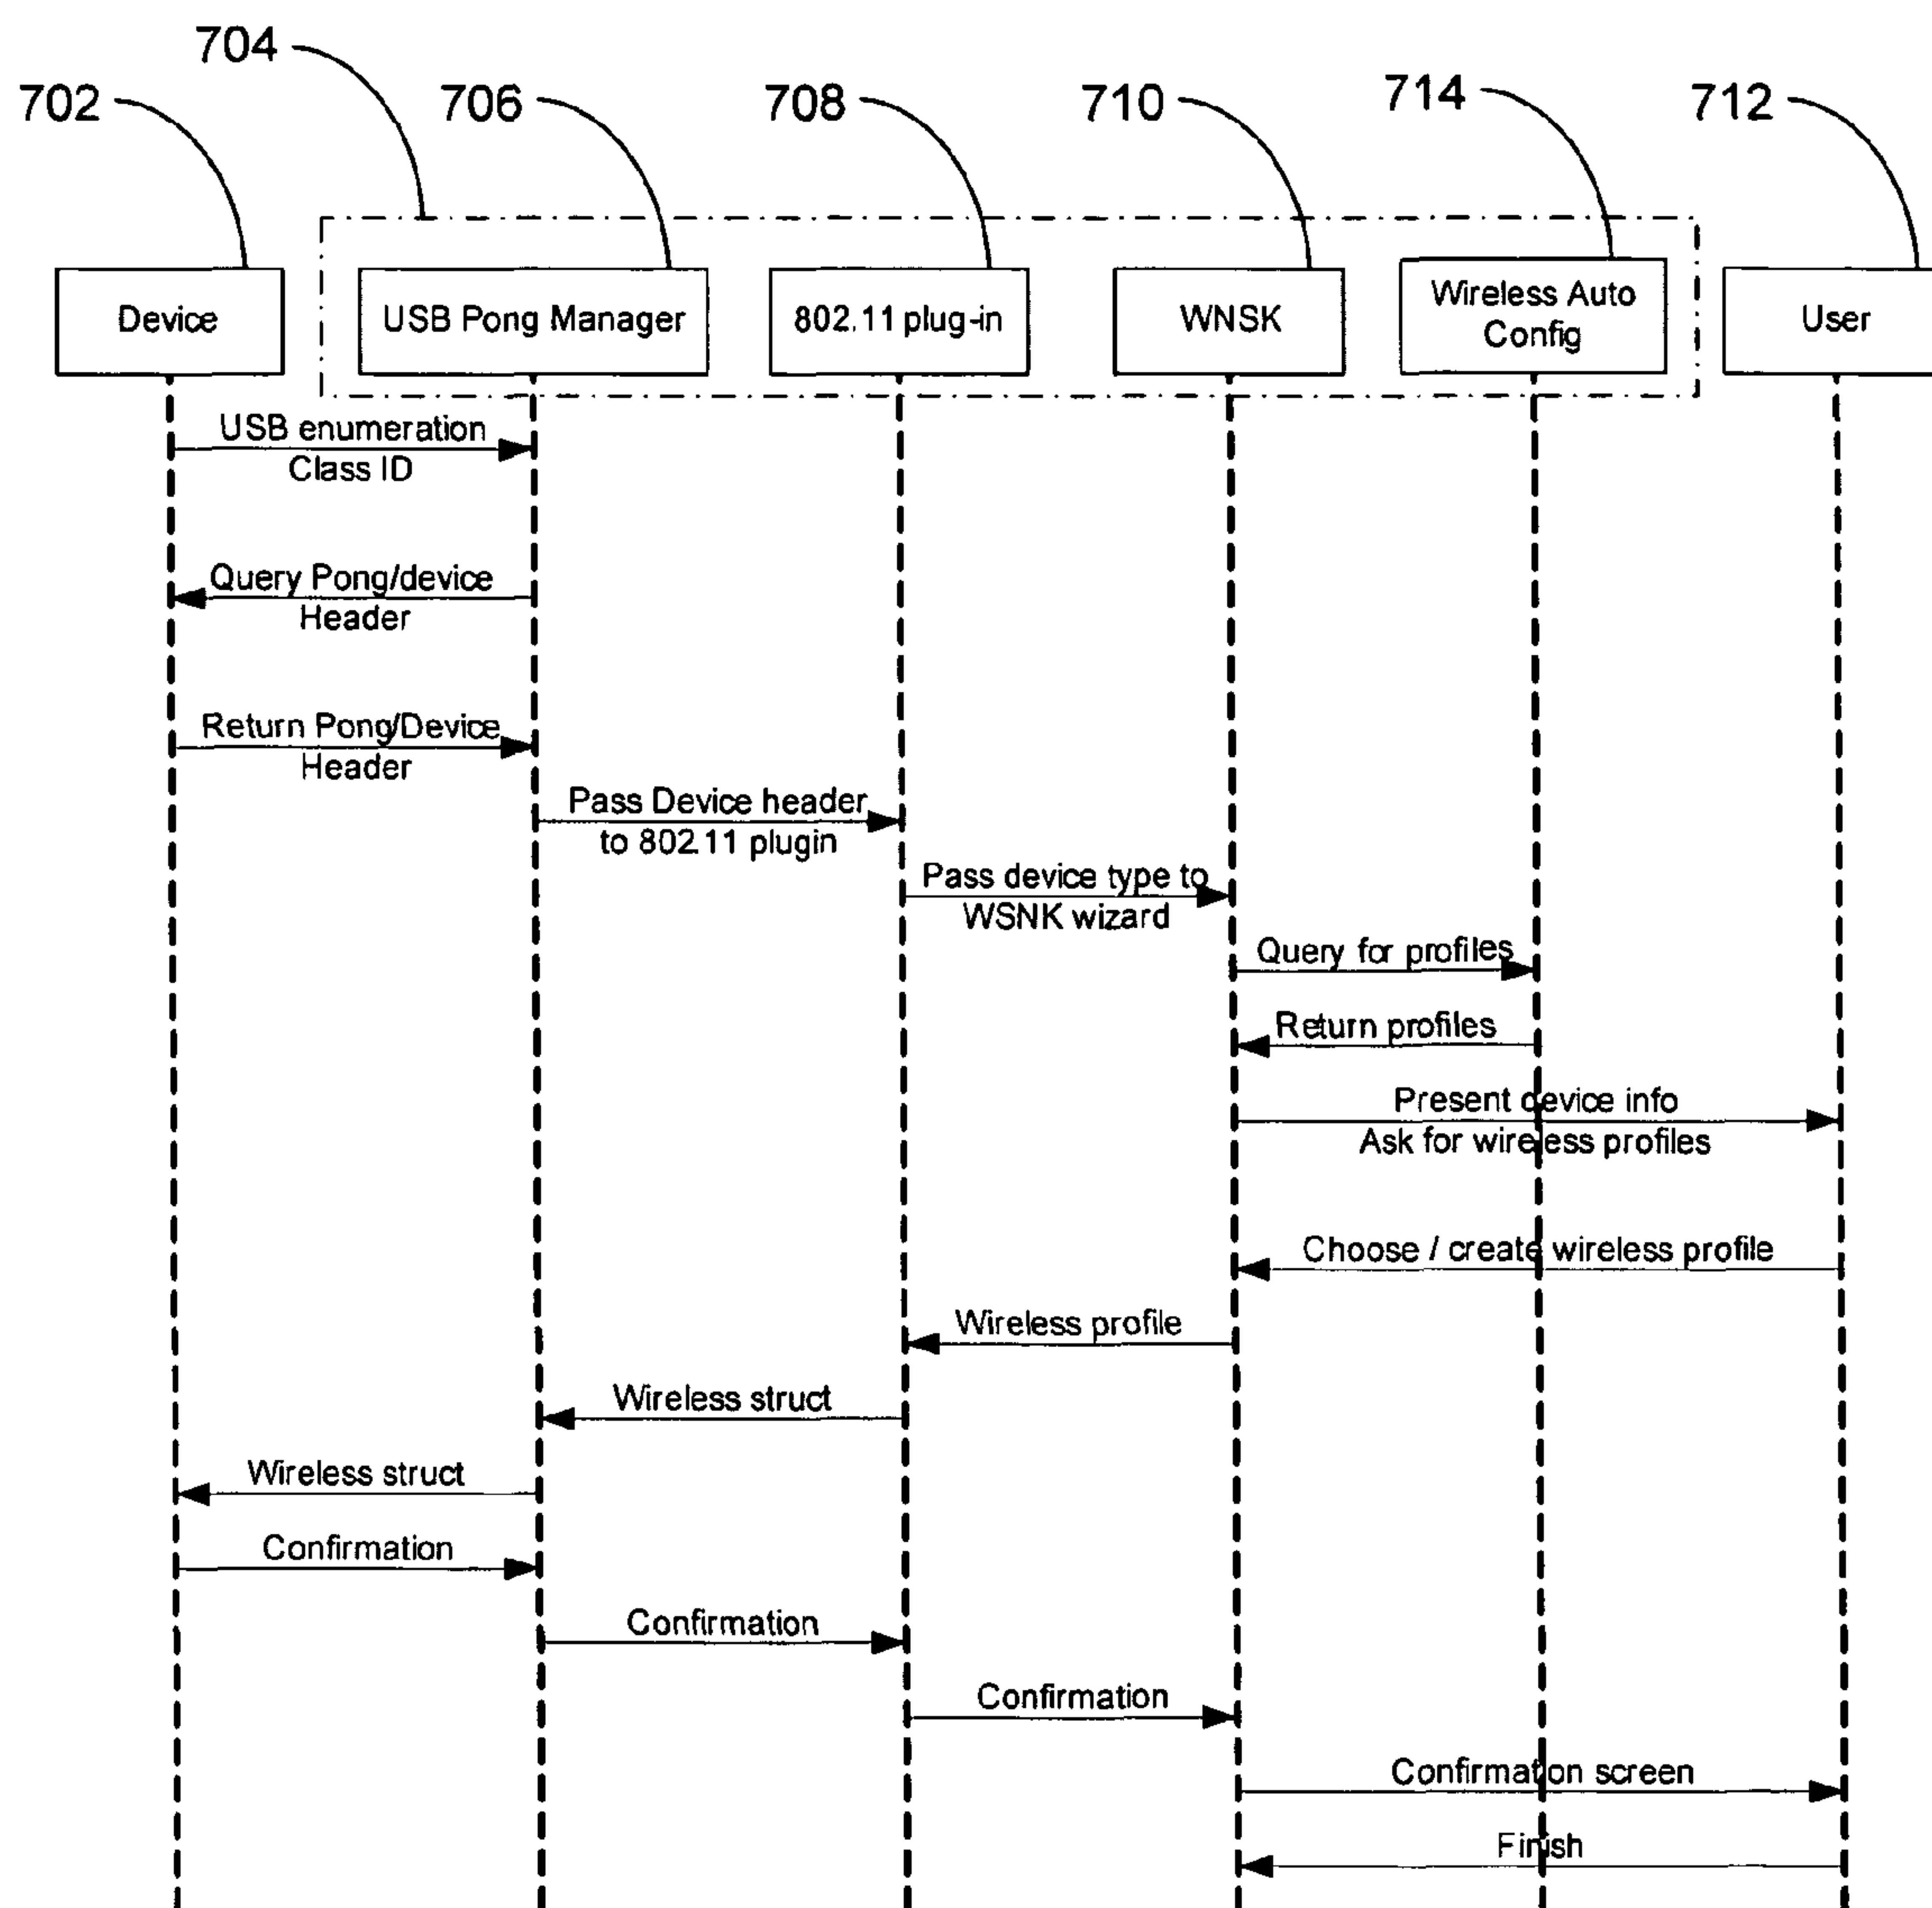 704
702
706
708
710
714
712
Device
USB Pong Manager
802.11 plug-in
WNSK
Wireless Auto
Config
User
USB enumeration
Class ID
Query Pong/device
Header
Return Pong/Device
Header
Pass Device header
to 802.11 plugin
Pass device type to
WSNK wizard
Query for profiles
Return profiles
Present device info
Ask for wireless profiles
Choose / create wireless profile
Wireless profile
Wireless struct
Wireless struct
Confirmation
Confirmation
Confirmation
Confirmation screen
Finish